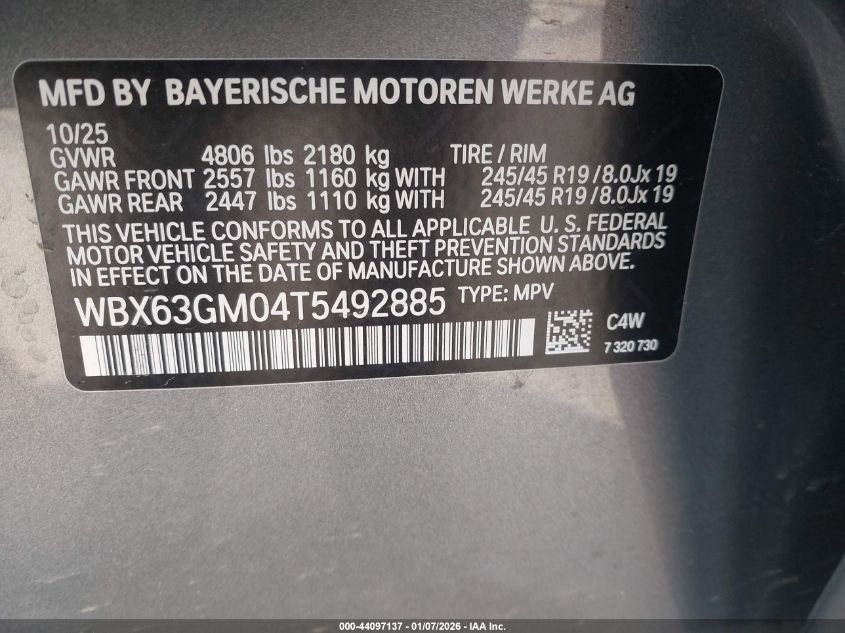 MFD BY BAYERISCHE MOTOREN WERKE AG
10/25
GVWR 4806 lbs 2180 kg TIRE / RIM
GAWR FRONT 2557 lbs 1160 kg WITH 245/45 R19 / 8.0Jx 19
GAWR REAR 2447 lbs 1110 kg WITH 245/45 R19 / 8.0Jx 19
THIS VEHICLE CONFORMS TO ALL APPLICABLE U. S. FEDERAL
MOTOR VEHICLE SAFETY AND THEFT PREVENTION STANDARDS
IN EFFECT ON THE DATE OF MANUFACTURE SHOWN ABOVE.
WBX63GM04T5492885 TYPE: MPV
C4W
7 320 730
000-44097137 - 01/07/2026 - IAA Inc.